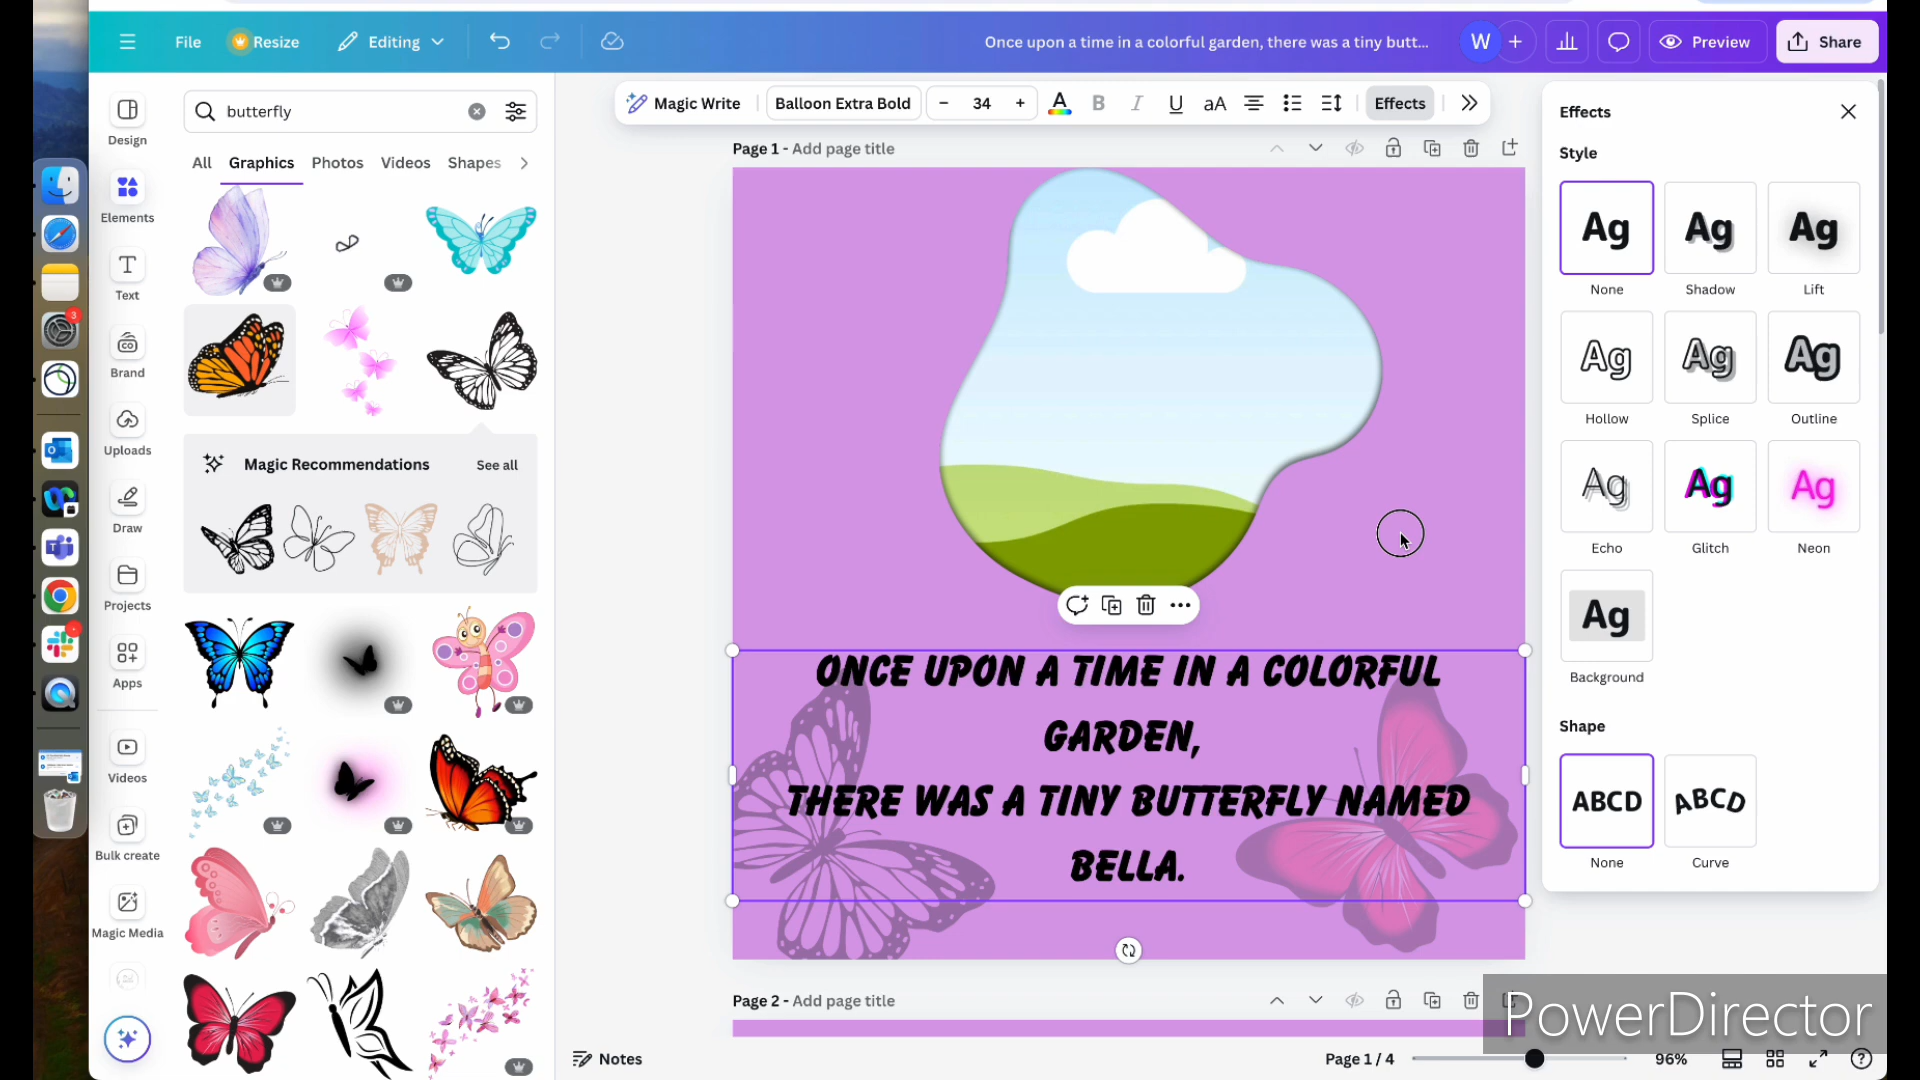 File
Resize
Editing
Once upon a time in a colorful garden, there was a tiny butt...
W
Preview
Share
butterfly
All
Graphics
Photos
Videos
Shapes
Design
Elements
Text
Brand
Uploads
Draw
Projects
Apps
Videos
Bulk create
Magic Media
Magic Recommendations
See all
Magic Write
Balloon Extra Bold
34
A
B
I
U
aA
Effects
Page 1 - Add page title
ONCE UPON A TIME IN A COLORFUL
GARDEN,
THERE WAS A TINY BUTTERFLY NAMED
BELLA.
Page 2 - Add page title
Notes
Page 1 / 4
96%
Effects
Style
Ag
None
Ag
Shadow
Ag
Lift
Ag
Hollow
Ag
Splice
Ag
Outline
Ag
Echo
Ag
Glitch
Ag
Neon
Ag
Background
Shape
ABCD
None
ABCD
Curve
PowerDirector